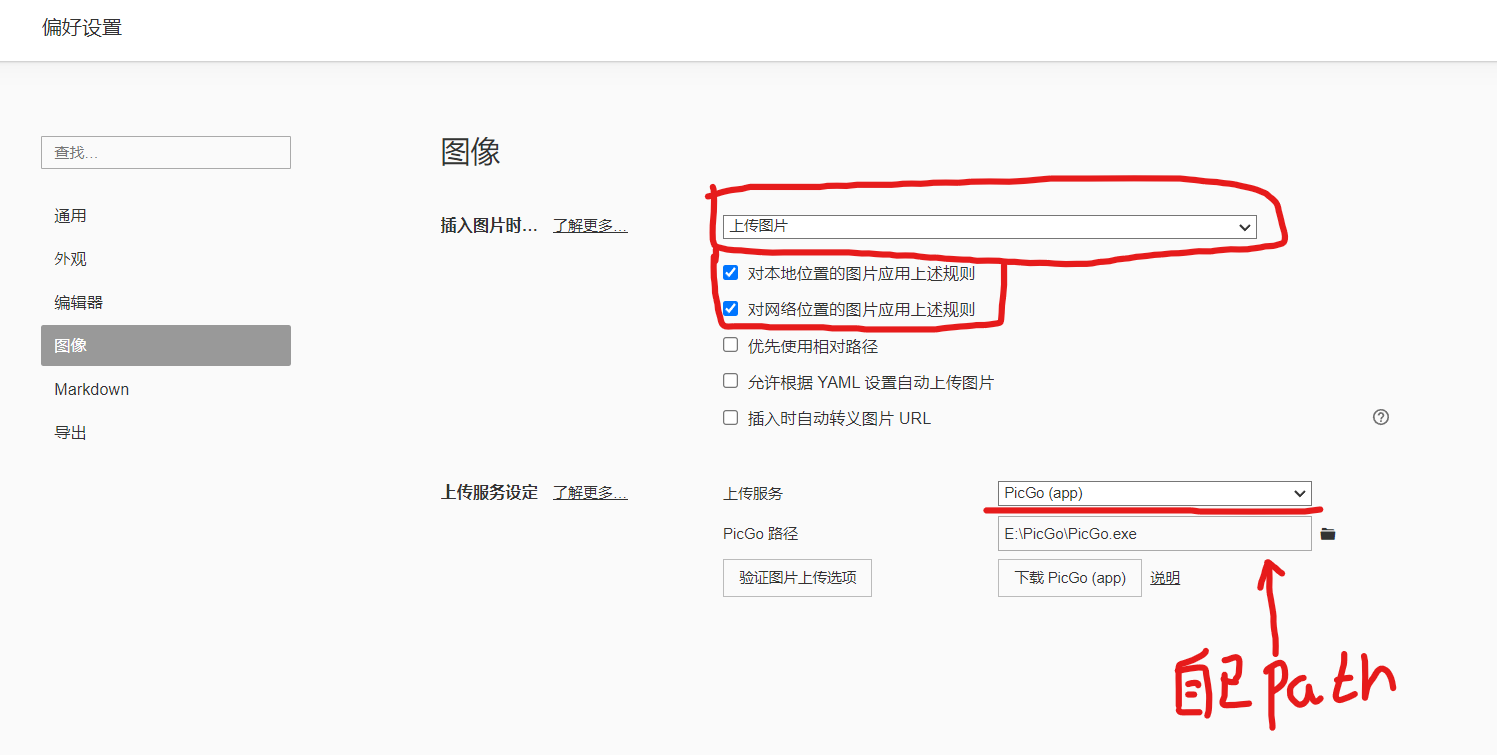 偏好设置
查找...
通用
外观
编辑器
图像
Markdown
导出
图像
插入图片时... 了解更多...
上传图片
对本地位置的图片应用上述规则
对网络位置的图片应用上述规则
优先使用相对路径
允许根据 YAML 设置自动上传图片
插入时自动转义图片 URL
上传服务设定 了解更多...
上传服务 PicGo (app)
PicGo 路径 E:\PicGo\PicGo.exe
验证图片上传选项 下载 PicGo (app) 说明
自己path